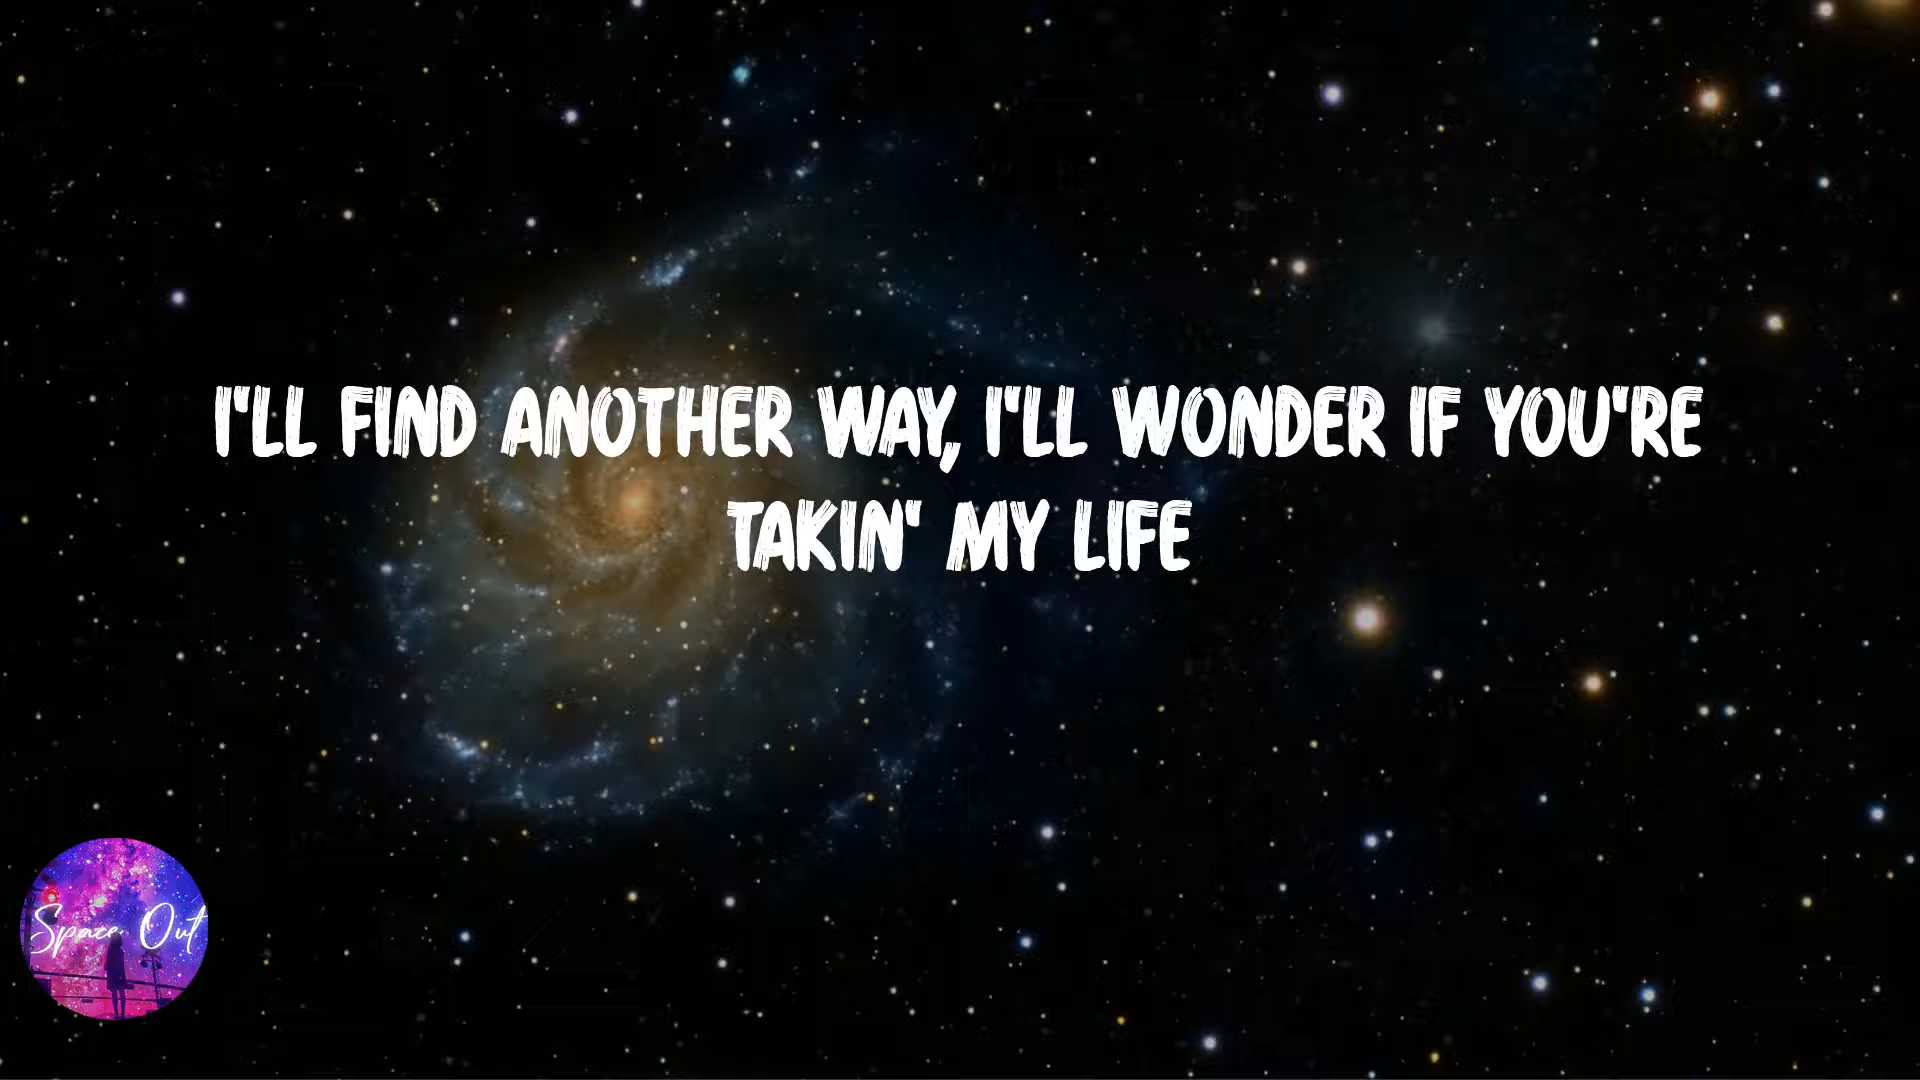 I'LL FIND ANOTHER WAY, I'LL WONDER IF YOU'RE
TAKIN' MY LIFE
Space Out